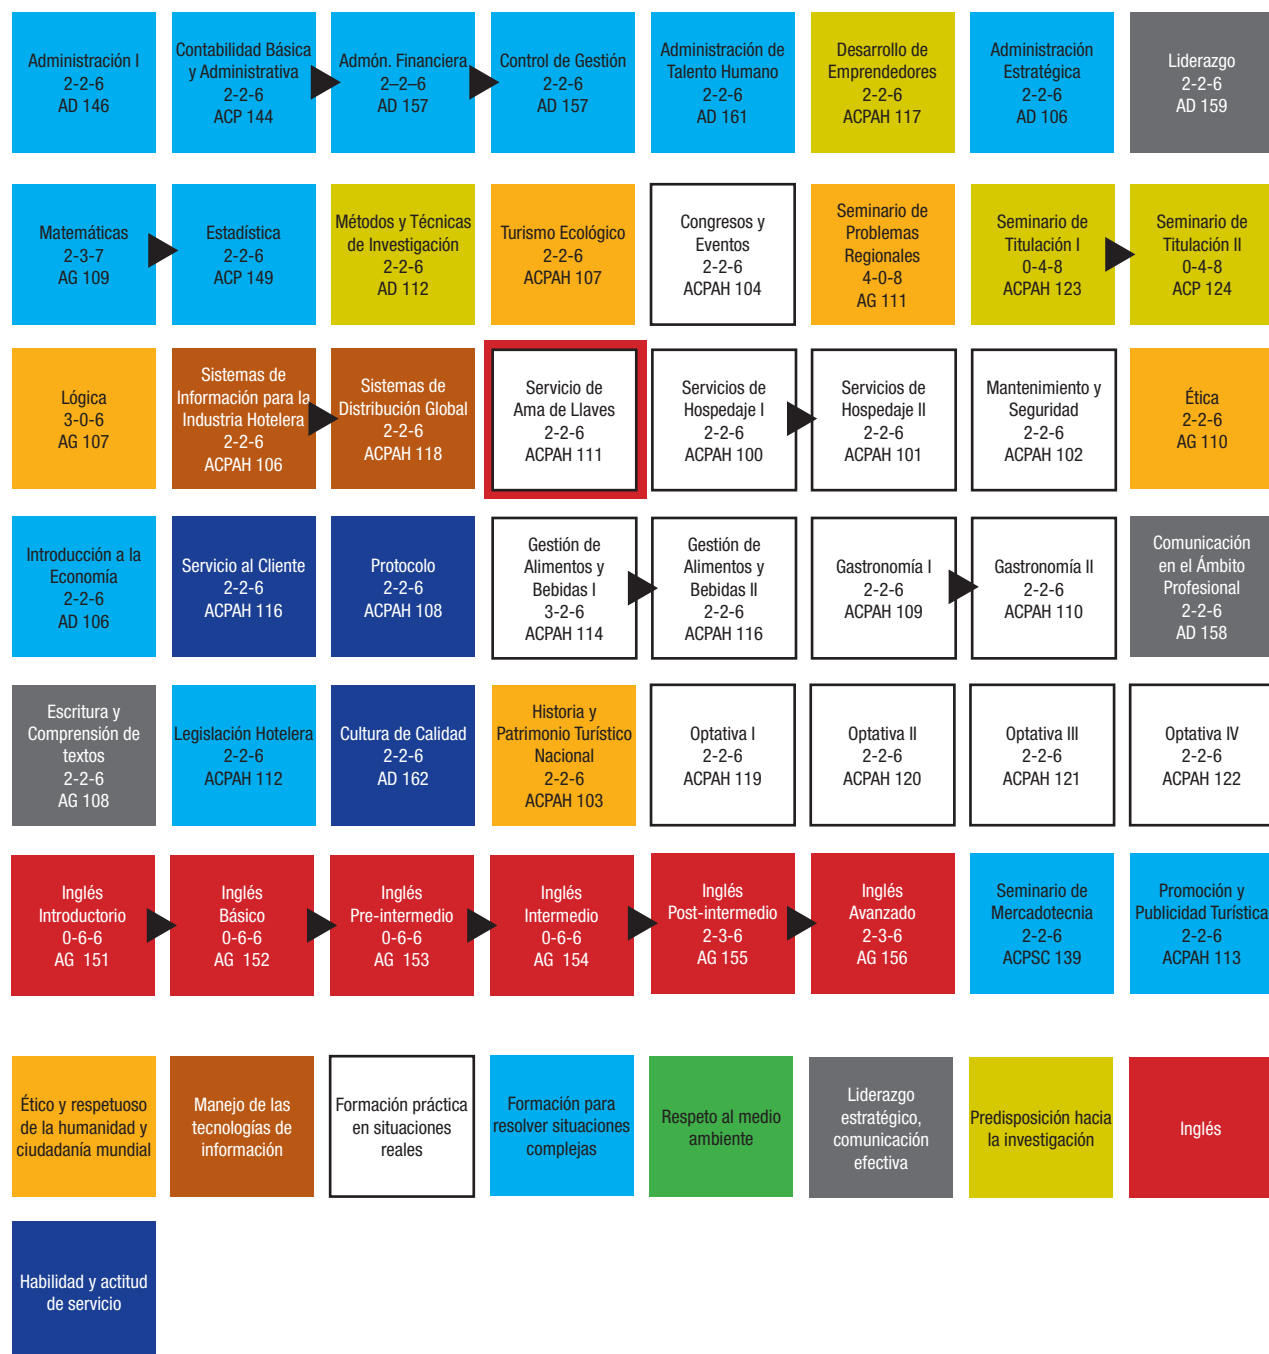 Administración I
2-2-6
AD 146
Contabilidad Básica
y Administrativa
2-2-6
ACP 144
Admón. Financiera
2–2–6
AD 157
Control de Gestión
2-2-6
AD 157
Administración de
Talento Humano
2-2-6
AD 161
Desarrollo de
Emprendedores
2-2-6
ACPAH 117
Administración
Estratégica
2-2-6
AD 106
Liderazgo
2-2-6
AD 159
Matemáticas
2-3-7
AG 109
Estadística
2-2-6
ACP 149
Métodos y Técnicas
de Investigación
2-2-6
AD 112
Turismo Ecológico
2-2-6
ACPAH 107
Congresos y
Eventos
2-2-6
ACPAH 104
Seminario de
Problemas
Regionales
4-0-8
AG 111
Seminario de
Titulación I
0-4-8
ACPAH 123
Seminario de
Titulación II
0-4-8
ACP 124
Lógica
3-0-6
AG 107
Sistemas de
Información para la
Industria Hotelera
2-2-6
ACPAH 106
Sistemas de
Distribución Global
2-2-6
ACPAH 118
Servicio de
Ama de Llaves
2-2-6
ACPAH 111
Servicios de
Hospedaje I
2-2-6
ACPAH 100
Servicios de
Hospedaje II
2-2-6
ACPAH 101
Mantenimiento y
Seguridad
2-2-6
ACPAH 102
Ética
2-2-6
AG 110
Introducción a la
Economía
2-2-6
AD 106
Servicio al Cliente
2-2-6
ACPAH 116
Protocolo
2-2-6
ACPAH 108
Gestión de
Alimentos y
Bebidas I
3-2-6
ACPAH 114
Gestión de
Alimentos y
Bebidas II
2-2-6
ACPAH 116
Gastronomía I
2-2-6
ACPAH 109
Gastronomía II
2-2-6
ACPAH 110
Comunicación
en el Ámbito
Profesional
2-2-6
AD 158
Escritura y
Comprensión de
textos
2-2-6
AG 108
Legislación Hotelera
2-2-6
ACPAH 112
Cultura de Calidad
2-2-6
AD 162
Historia y
Patrimonio Turístico
Nacional
2-2-6
ACPAH 103
Optativa I
2-2-6
ACPAH 119
Optativa II
2-2-6
ACPAH 120
Optativa III
2-2-6
ACPAH 121
Optativa IV
2-2-6
ACPAH 122
Inglés
Introductorio
0-6-6
AG 151
Inglés
Básico
0-6-6
AG 152
Inglés
Pre-intermedio
0-6-6
AG 153
Inglés
Intermedio
0-6-6
AG 154
Inglés
Post-intermedio
2-3-6
AG 155
Inglés
Avanzado
2-3-6
AG 156
Seminario de
Mercadotecnia
2-2-6
ACPSC 139
Promoción y
Publicidad Turística
2-2-6
ACPAH 113
Ético y respetuoso
de la humanidad y
ciudadanía mundial
Manejo de las
tecnologías de
información
Formación práctica
en situaciones
reales
Formación para
resolver situaciones
complejas
Respeto al medio
ambiente
Liderazgo
estratégico,
comunicación
efectiva
Predisposición hacia
la investigación
Inglés
Habilidad y actitud
de servicio